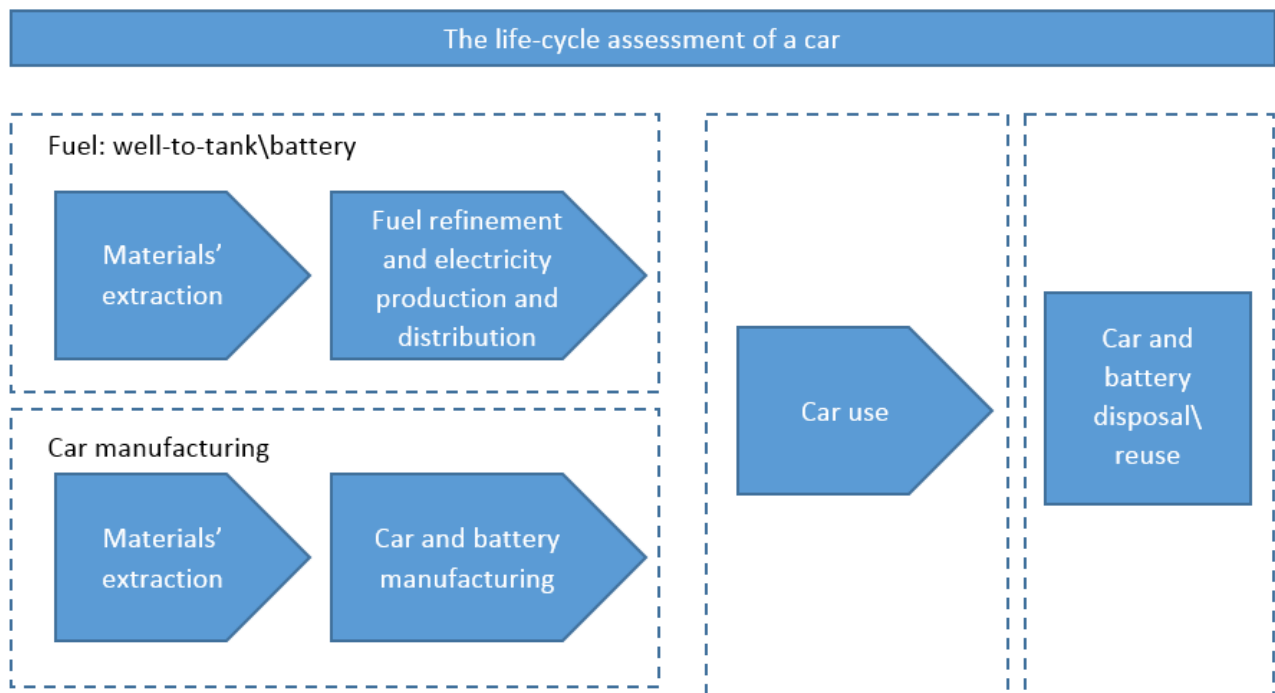 The life-cycle assessment of a car
Fuel: well-to-tank\battery
Materials’
extraction
Fuel refinement
and electricity
production and
distribution
Car manufacturing
Materials’
extraction
Car and battery
manufacturing
Car use
Car and
battery
disposal\
reuse